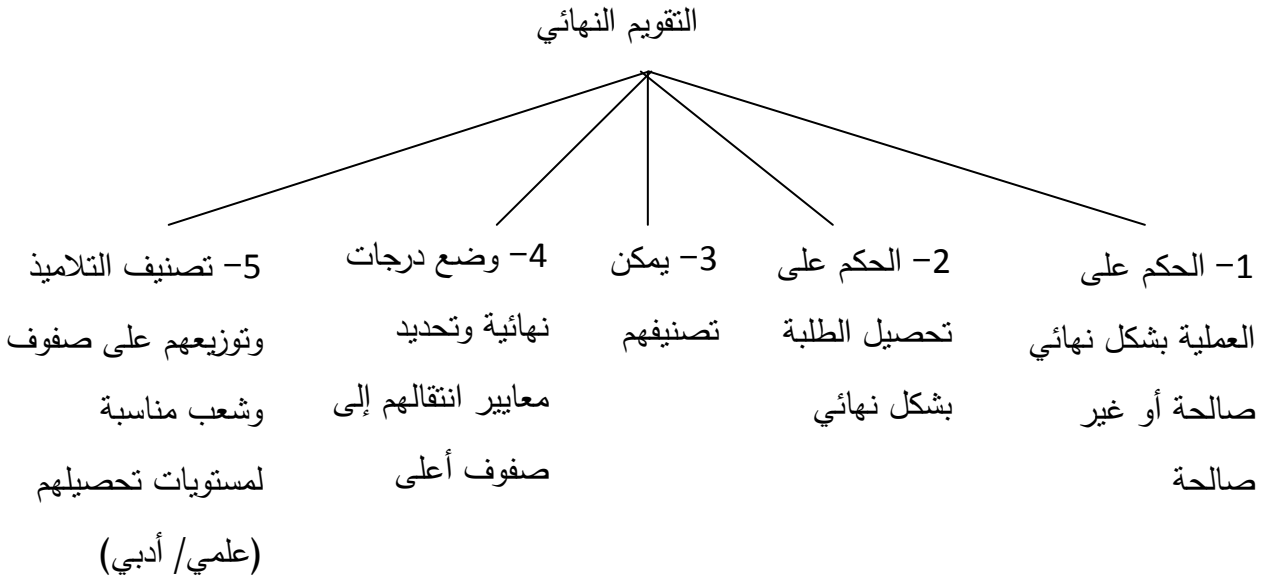 التقويم النهائي
1- الحكم على
العملية بشكل نهائي
صالحة أو غير
صالحة
2- الحكم على
تحصيل الطلبة
بشكل نهائي
3- يمكن
تصنيفهم
4- وضع درجات
نهائية وتحديد
معايير انتقالهم إلى
صفوف أعلى
5- تصنيف التلاميذ
وتوزيعهم على صفوف
وشعب مناسبة
لمستويات تحصيلهم
(علمي/ أدبي)